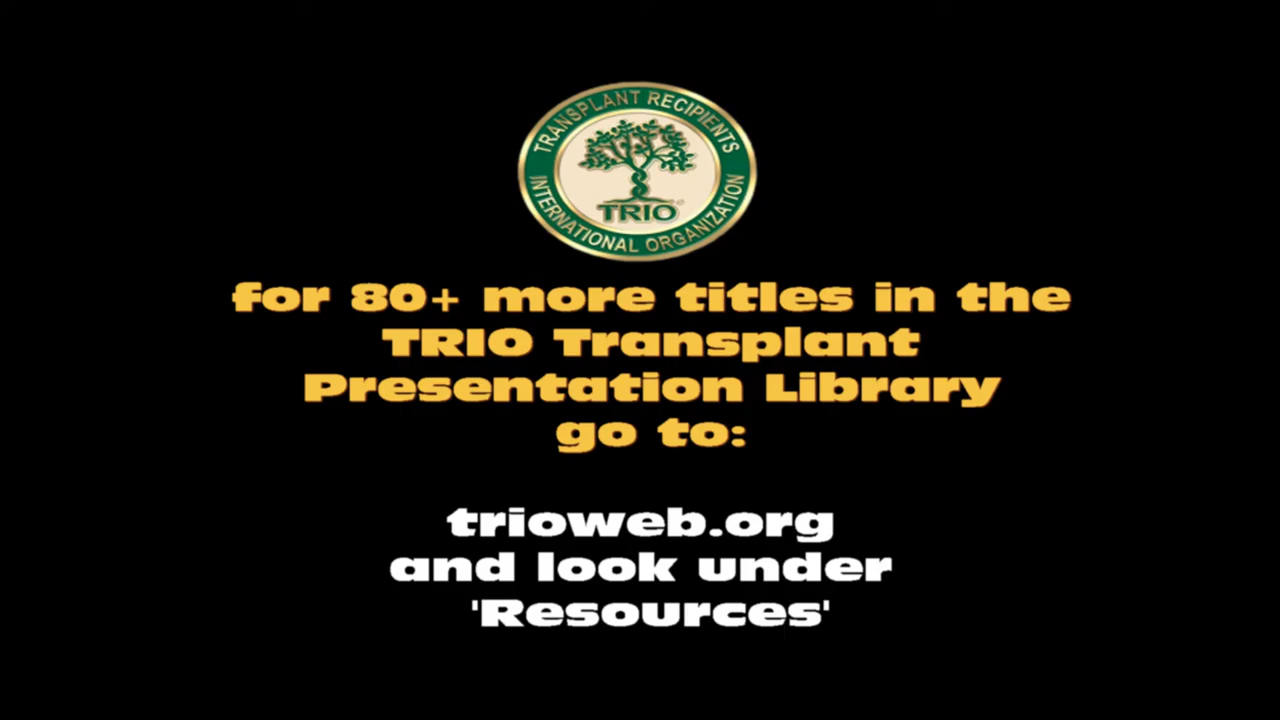 TRANSPLANT RECIPIENTS
TRIO
INTERNATIONAL ORGANIZATION
for 80+ more titles in the
TRIO Transplant
Presentation Library
go to:
trioweb.org
and look under
'Resources'